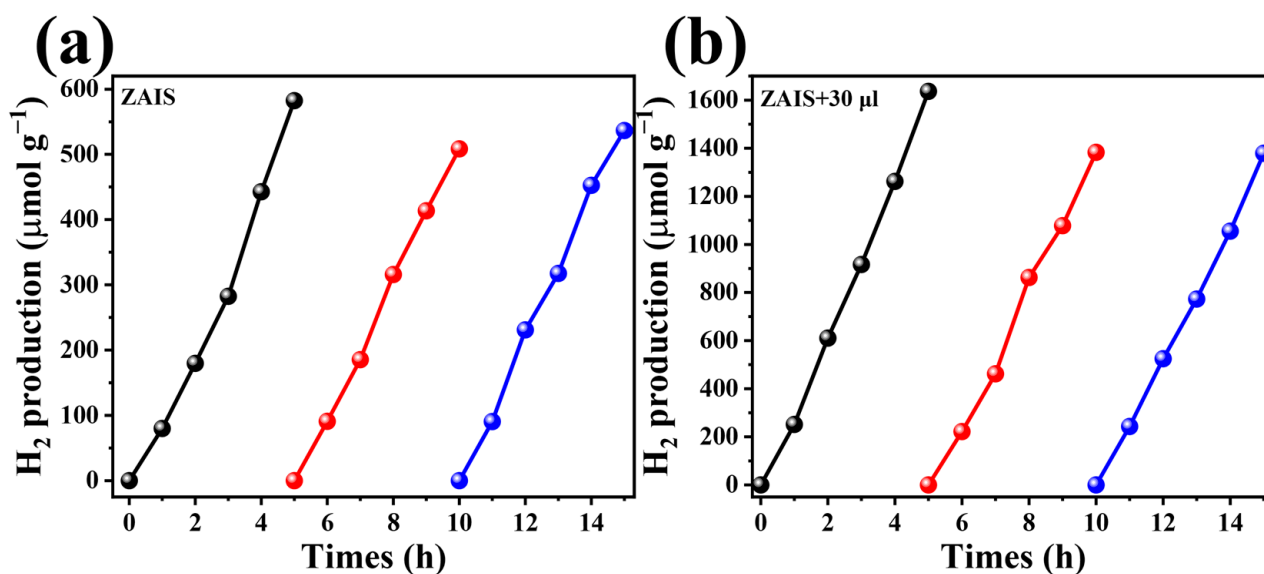 (a)
ZAIS
H₂ production (μmol g⁻¹)
600
500
400
300
200
100
0
0 2 4 6 8 10 12 14
Times (h)
(b)
ZAIS+30 μl
H₂ production (μmol g⁻¹)
1600
1400
1200
1000
800
600
400
200
0
0 2 4 6 8 10 12 14
Times (h)